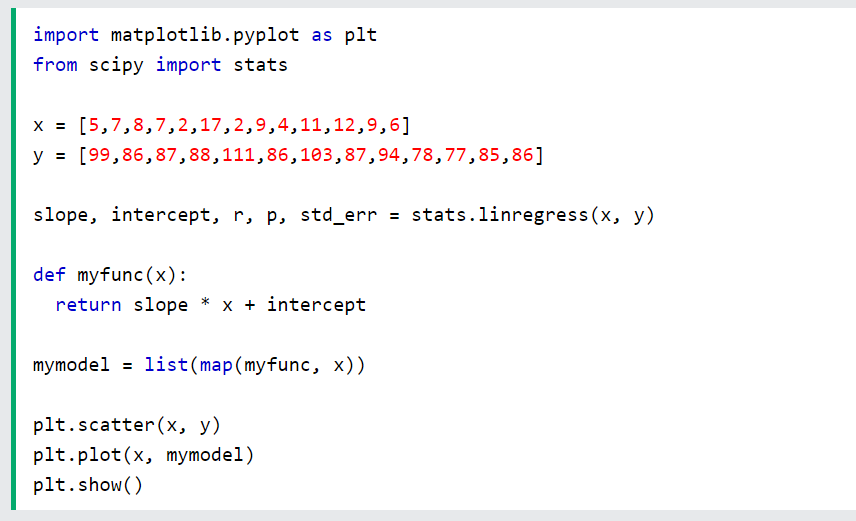 import matplotlib.pyplot as plt
from scipy import stats
x = [5,7,8,7,2,17,2,9,4,11,12,9,6]
y = [99,86,87,88,111,86,103,87,94,78,77,85,86]
slope, intercept, r, p, std_err = stats.linregress(x, y)
def myfunc(x):
  return slope * x + intercept
mymodel = list(map(myfunc, x))
plt.scatter(x, y)
plt.plot(x, mymodel)
plt.show()